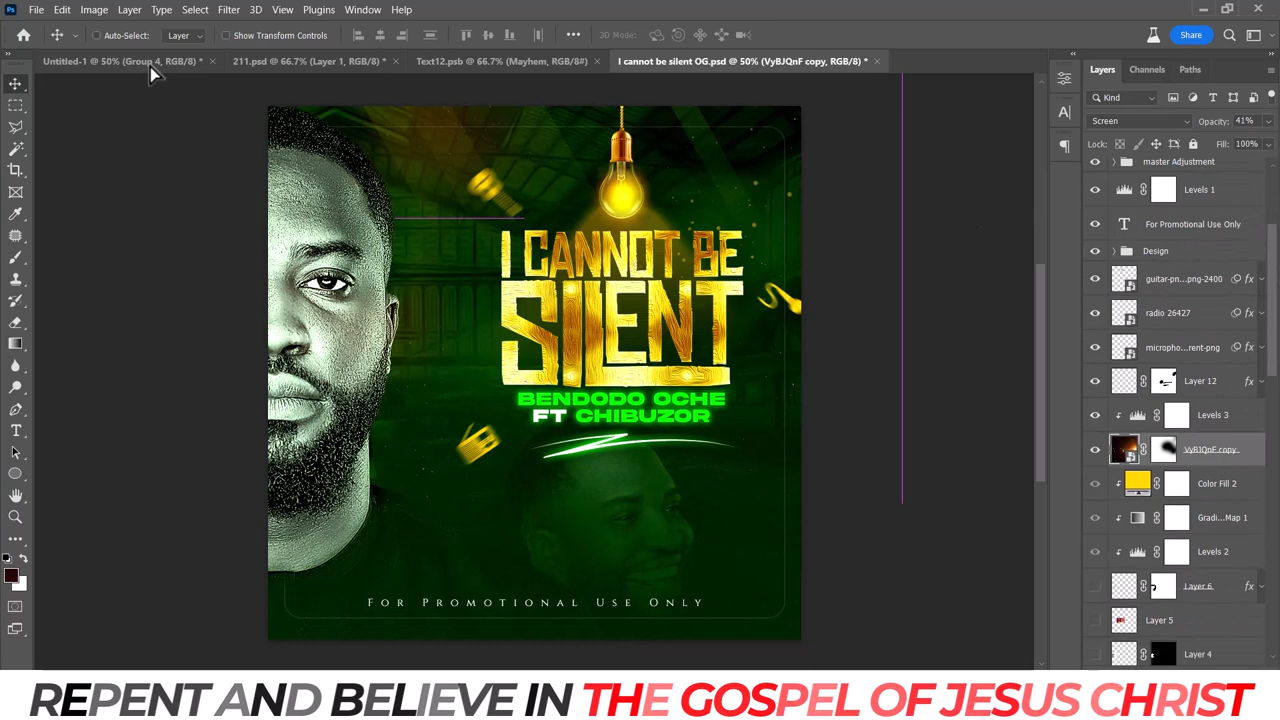 Ps File Edit Image Layer Type Select Filter 3D View Plugins Window Help
Auto-Select: Layer Show Transform Controls 3D Mode: Share
Untitled-1 @ 50% (Group 4, RGB/8) * 211.psd @ 66.7% (Layer 1, RGB/8) * Text12.psb @ 66.7% (Mayhem, RGB/8#) I cannot be silent OG.psd @ 50% (VyBJQnF copy, RGB/8) *
Layers Channels Paths
Kind
Screen Opacity: 41%
Lock: Fill: 100%
master Adjustment
Levels 1
For Promotional Use Only
Design
guitar-pn...png-2400 fx
radio 26427 fx
micropho...rent-png fx
Layer 12 fx
Levels 3
VyBJQnF copy
Color Fill 2
Gradi...Map 1
Levels 2
Layer 6 fx
Layer 5
Layer 4
I CANNOT BE
SILENT
BENDODO OCHE
FT CHIBUZOR
For Promotional Use Only
REPENT AND BELIEVE IN THE GOSPEL OF JESUS CHRIST